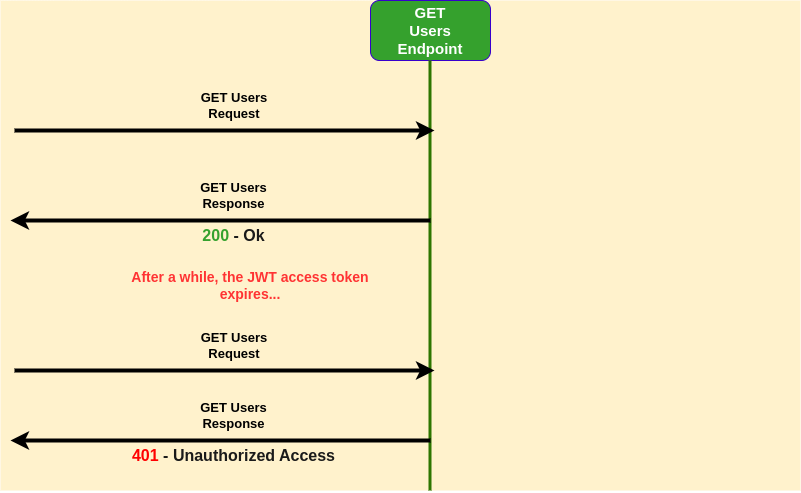 GET
Users
Endpoint
GET Users
Request
GET Users
Response
200 - Ok
After a while, the JWT access token
expires...
GET Users
Request
GET Users
Response
401 - Unauthorized Access